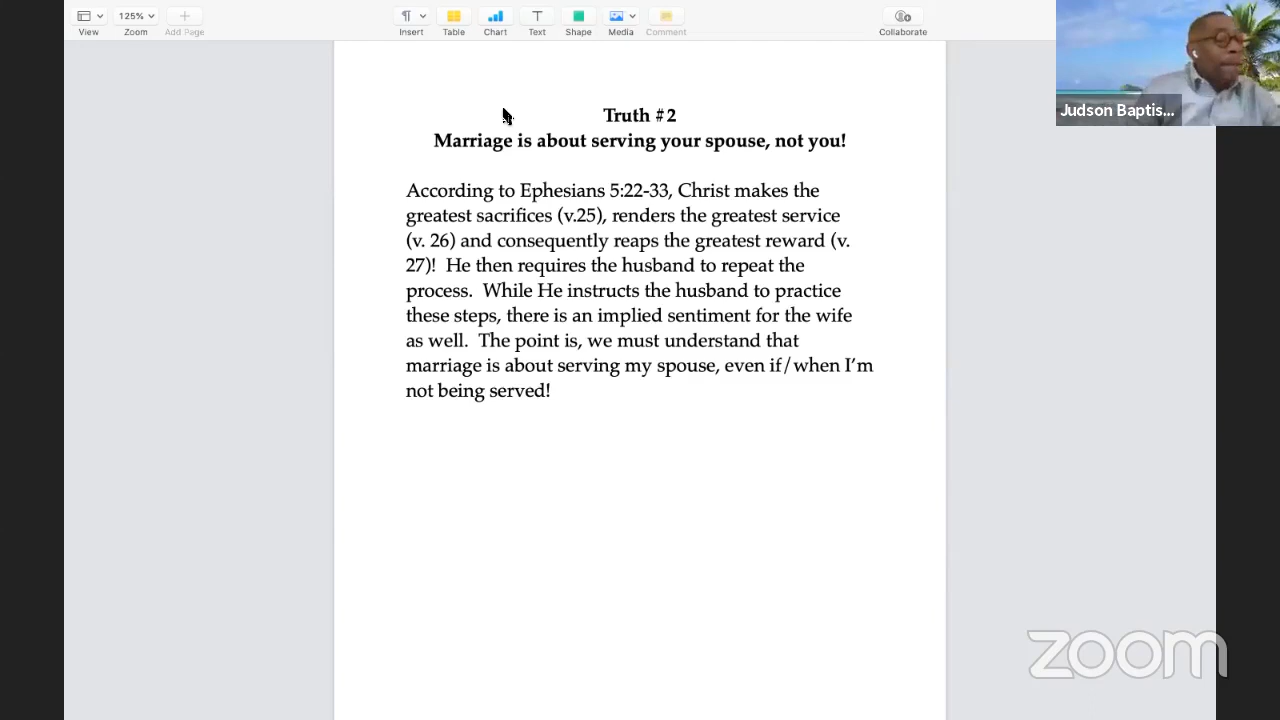 View
125%
Zoom
Add Page
Insert
Table
Chart
T
Text
Shape
Media
Comment
Collaborate
Judson Baptis...
Truth #2
Marriage is about serving your spouse, not you!
According to Ephesians 5:22-33, Christ makes the
greatest sacrifices (v.25), renders the greatest service
(v. 26) and consequently reaps the greatest reward (v.
27)!  He then requires the husband to repeat the
process.  While He instructs the husband to practice
these steps, there is an implied sentiment for the wife
as well.  The point is, we must understand that
marriage is about serving my spouse, even if/when I’m
not being served!
zoom